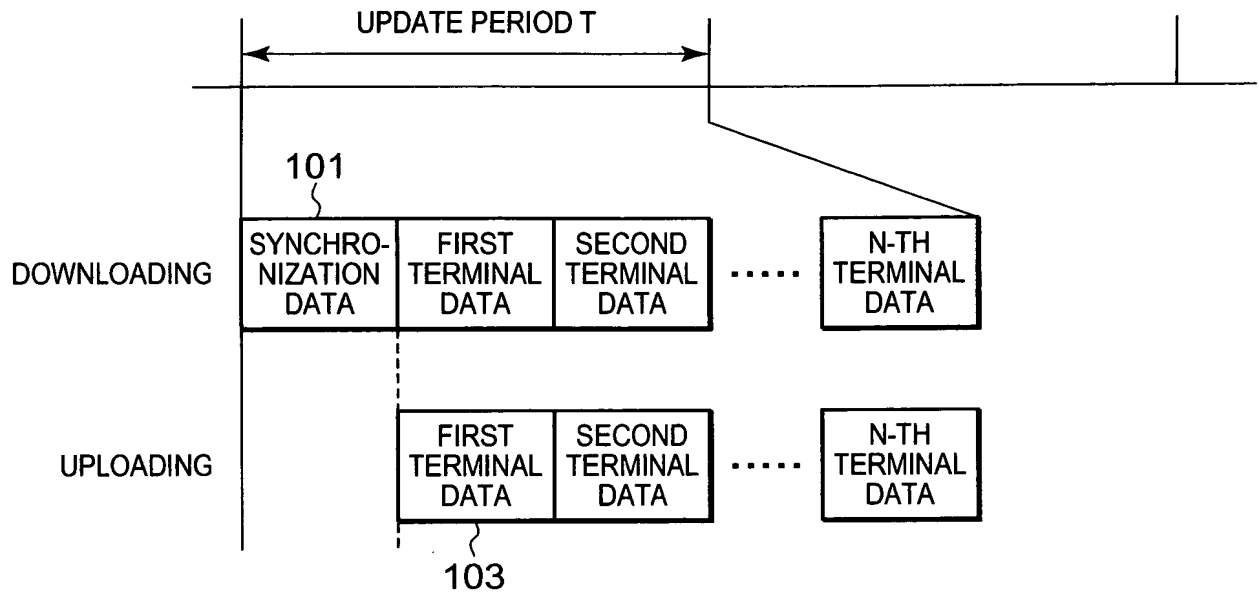 UPDATE PERIOD T
101
DOWNLOADING
SYNCHRO-
NIZATION
DATA
FIRST
TERMINAL
DATA
SECOND
TERMINAL
DATA
.....
N-TH
TERMINAL
DATA
UPLOADING
FIRST
TERMINAL
DATA
SECOND
TERMINAL
DATA
.....
N-TH
TERMINAL
DATA
103